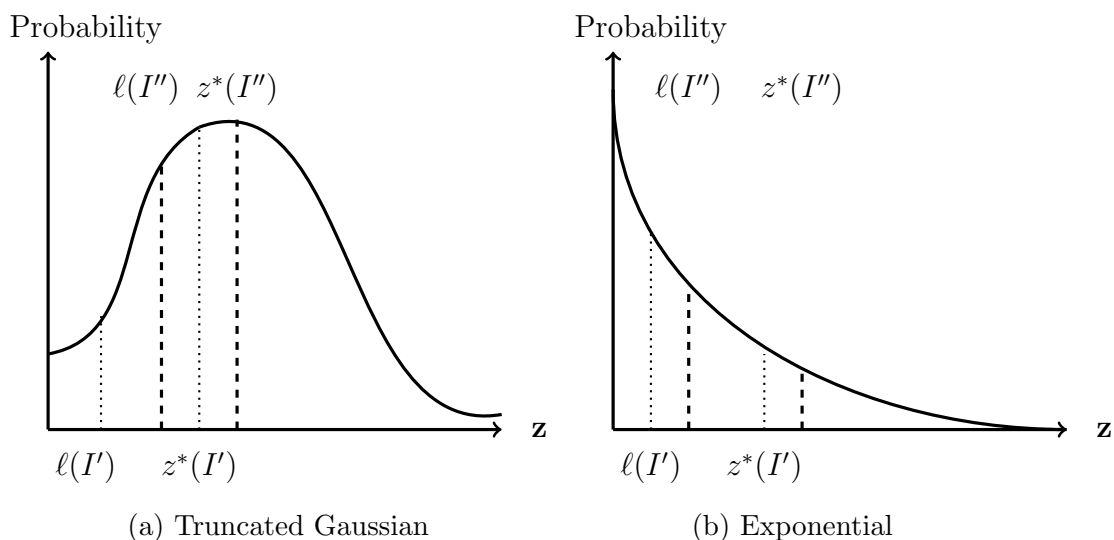 Probability
ℓ(I′′) z*(I′′)
z
ℓ(I′) z*(I′)
(a) Truncated Gaussian
Probability
ℓ(I′′) z*(I′′)
z
ℓ(I′) z*(I′)
(b) Exponential